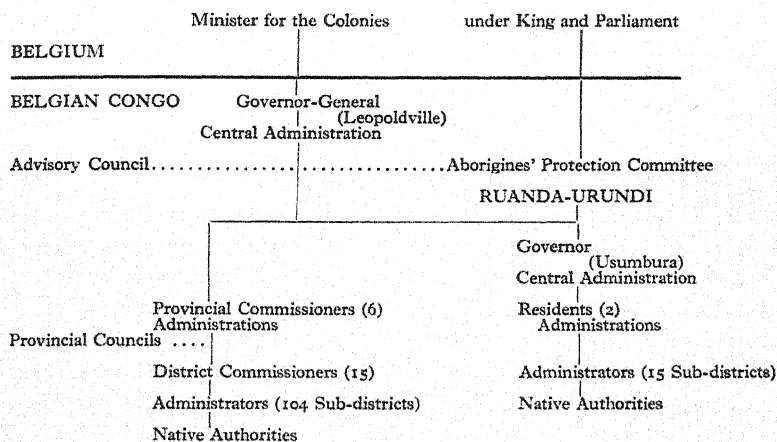 Minister for the Colonies under King and Parliament
BELGIUM
BELGIAN CONGO Governor-General
(Leopoldville)
Central Administration
Advisory Council..............................Aborigines' Protection Committee
RUANDA-URUNDI
Governor
(Usumbura)
Central Administration
Provincial Commissioners (6) Residents (2)
Administrations Administrations
Provincial Councils ....
District Commissioners (15) Administrators (15 Sub-districts)
Administrators (104 Sub-districts) Native Authorities
Native Authorities